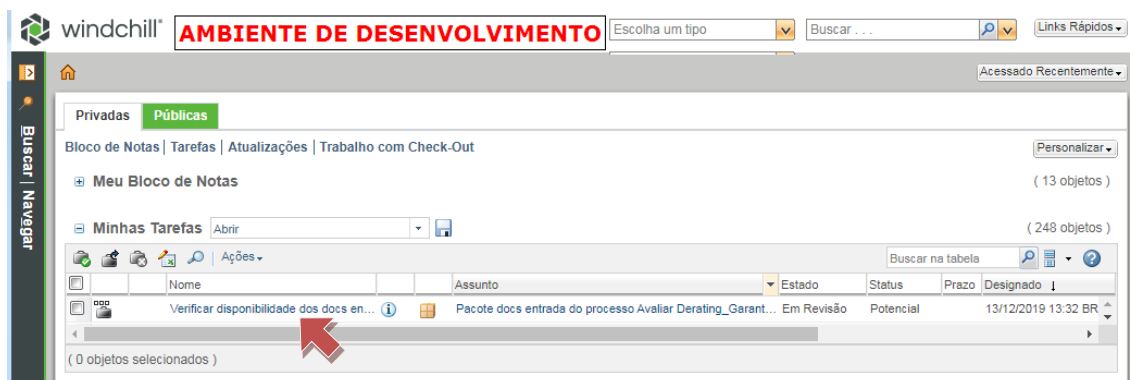 windchill® AMBIENTE DE DESENVOLVIMENTO Escolha um tipo Buscar . . . Links Rápidos
Acessado Recentemente
Buscar | Navegar
Privadas Públicas
Bloco de Notas | Tarefas | Atualizações | Trabalho com Check-Out Personalizar
Meu Bloco de Notas ( 13 objetos )
Minhas Tarefas Abrir ( 248 objetos )
Ações Buscar na tabela
Nome Assunto Estado Status Prazo Designado ↓
Verificar disponibilidade dos docs en... Pacote docs entrada do processo Avaliar Derating_Garant... Em Revisão Potencial 13/12/2019 13:32 BR
( 0 objetos selecionados )